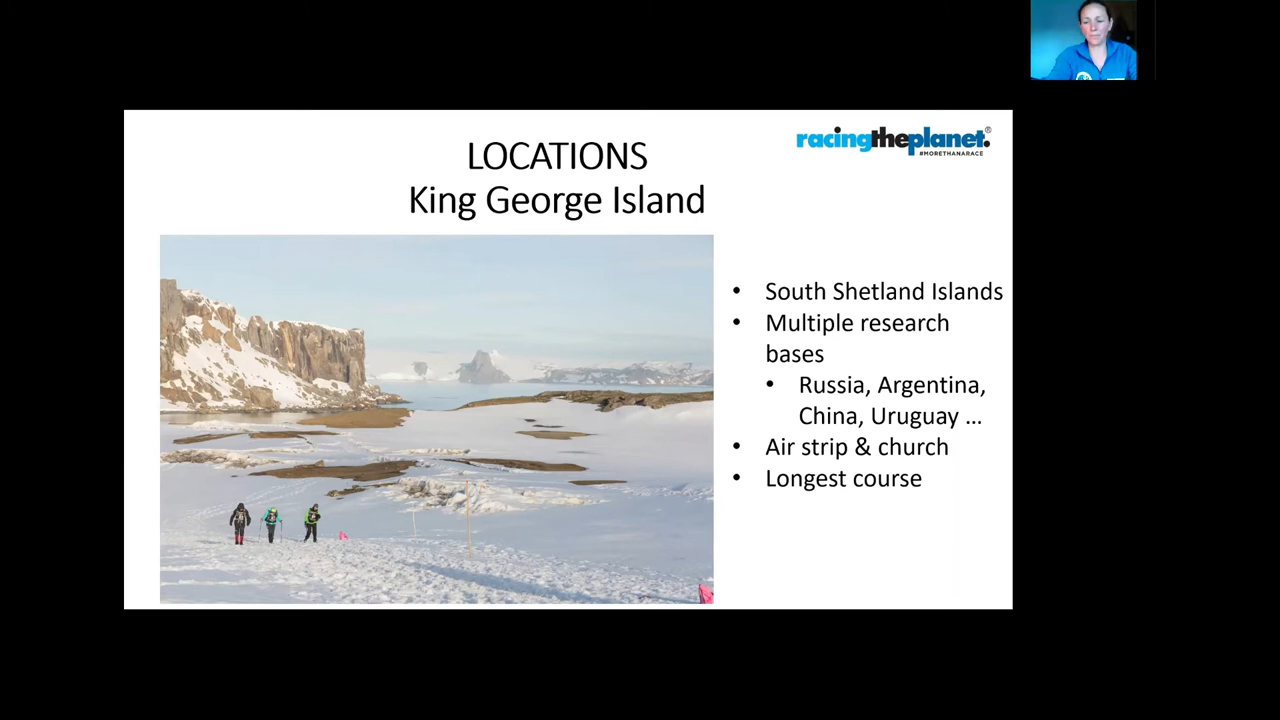 racingtheplanet.®
#MORETHANARACE
LOCATIONS
King George Island
• South Shetland Islands
• Multiple research
bases
• Russia, Argentina,
China, Uruguay ...
• Air strip & church
• Longest course